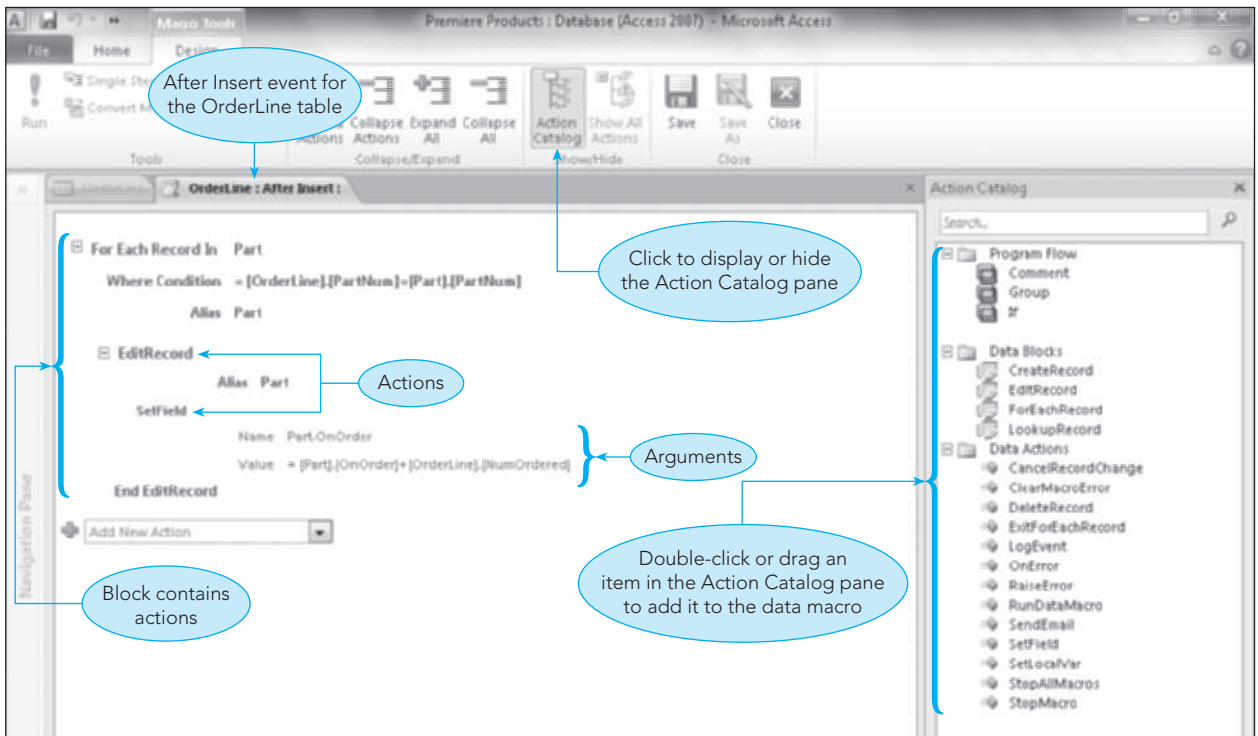 Macro Tools
Premiere Products : Database (Access 2007) - Microsoft Access
File Home Design
After Insert event for
the OrderLine table
Run
Single Step
Tools
Actions
Collapse
Actions
Expand
All
Collapse
All
Collapse/Expand
Action
Catalog
Show All
Actions
Show/Hide
Save
Save
As
Close
Close
OrderLine
OrderLine : After Insert :
Action Catalog
Search...
For Each Record In Part
Where Condition = [OrderLine].[PartNum]=[Part].[PartNum]
Alias Part
EditRecord
Alias Part
SetField
Name Part.OnOrder
Value = [Part].[OnOrder]+[OrderLine].[NumOrdered]
End EditRecord
Add New Action
Actions
Arguments
Click to display or hide
the Action Catalog pane
Double-click or drag an
item in the Action Catalog pane
to add it to the data macro
Navigation Pane
Block contains
actions
Program Flow
Comment
Group
If
Data Blocks
CreateRecord
EditRecord
ForEachRecord
LookupRecord
Data Actions
CancelRecordChange
ClearMacroError
DeleteRecord
ExitForEachRecord
LogEvent
OnError
RaiseError
RunDataMacro
SendEmail
SetField
SetLocalVar
StopAllMacros
StopMacro